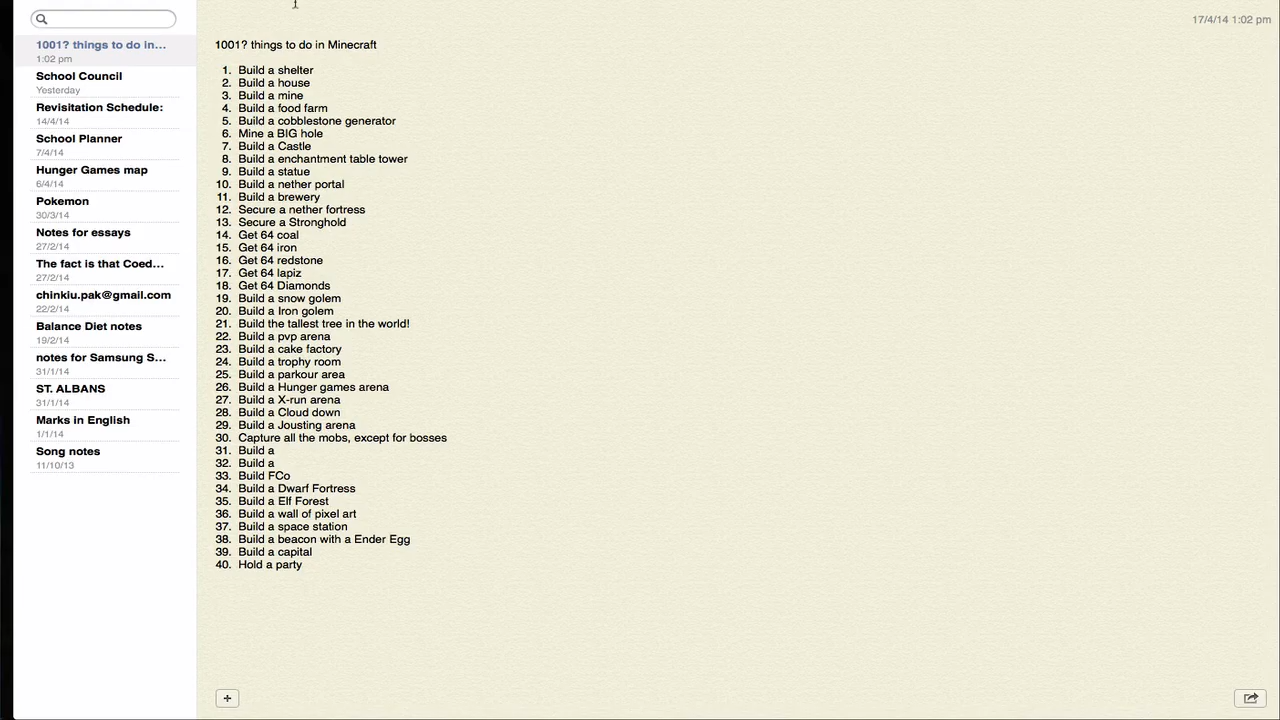 1001? things to do in...
1:02 pm
School Council
Yesterday
Revisitation Schedule:
14/4/14
School Planner
7/4/14
Hunger Games map
6/4/14
Pokemon
30/3/14
Notes for essays
27/2/14
The fact is that Coed...
27/2/14
chinkiu.pak@gmail.com
22/2/14
Balance Diet notes
19/2/14
notes for Samsung S...
31/1/14
ST. ALBANS
31/1/14
Marks in English
1/1/14
Song notes
11/10/13
17/4/14 1:02 pm
1001? things to do in Minecraft
1. Build a shelter
2. Build a house
3. Build a mine
4. Build a food farm
5. Build a cobblestone generator
6. Mine a BIG hole
7. Build a Castle
8. Build a enchantment table tower
9. Build a statue
10. Build a nether portal
11. Build a brewery
12. Secure a nether fortress
13. Secure a Stronghold
14. Get 64 coal
15. Get 64 iron
16. Get 64 redstone
17. Get 64 lapiz
18. Get 64 Diamonds
19. Build a snow golem
20. Build a Iron golem
21. Build the tallest tree in the world!
22. Build a pvp arena
23. Build a cake factory
24. Build a trophy room
25. Build a parkour area
26. Build a Hunger games arena
27. Build a X-run arena
28. Build a Cloud down
29. Build a Jousting arena
30. Capture all the mobs, except for bosses
31. Build a
32. Build a
33. Build FCo
34. Build a Dwarf Fortress
35. Build a Elf Forest
36. Build a wall of pixel art
37. Build a space station
38. Build a beacon with a Ender Egg
39. Build a capital
40. Hold a party